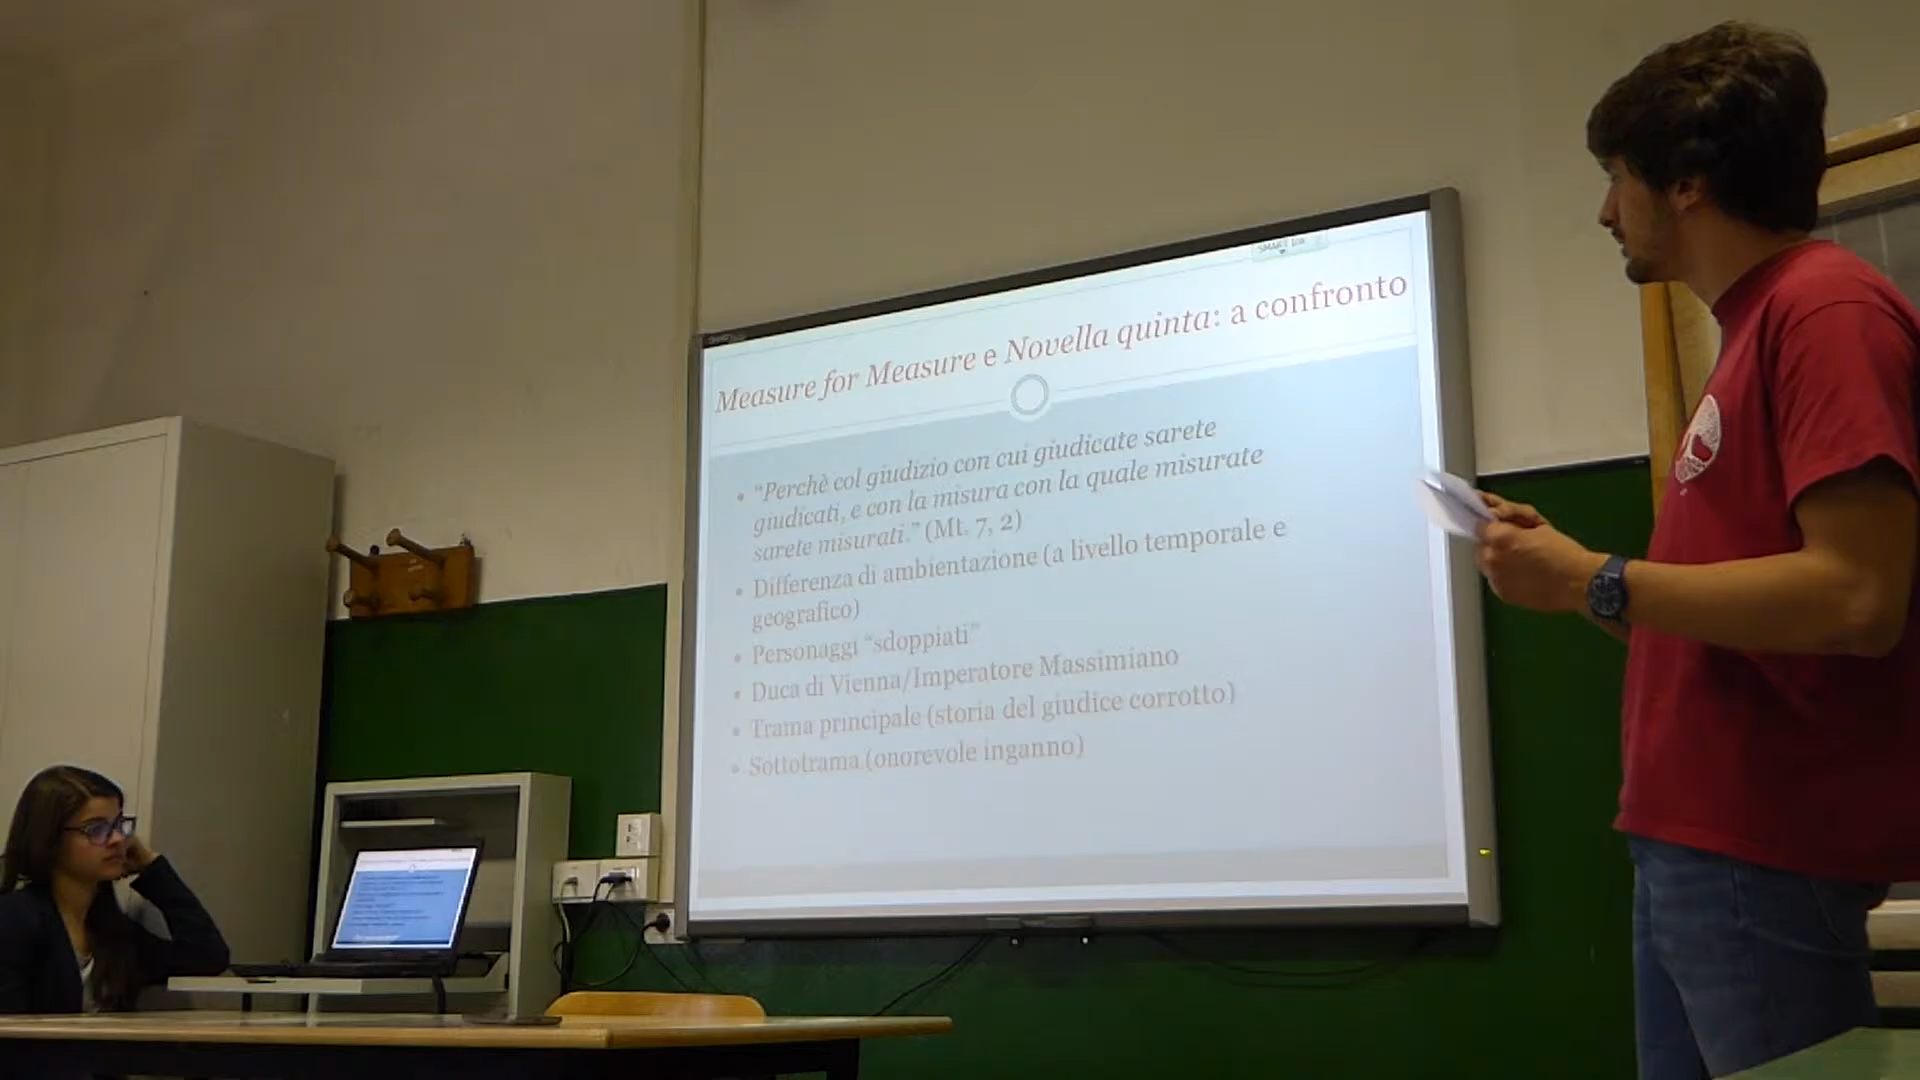 SMART Ink
Measure for Measure e Novella quinta: a confronto
“Perchè col giudizio con cui giudicate sarete
giudicati, e con la misura con la quale misurate
sarete misurati.” (Mt. 7, 2)
Differenza di ambientazione (a livello temporale e
geografico)
Personaggi “sdoppiati”
Duca di Vienna/Imperatore Massimiano
Trama principale (storia del giudice corrotto)
Sottotrama (onorevole inganno)